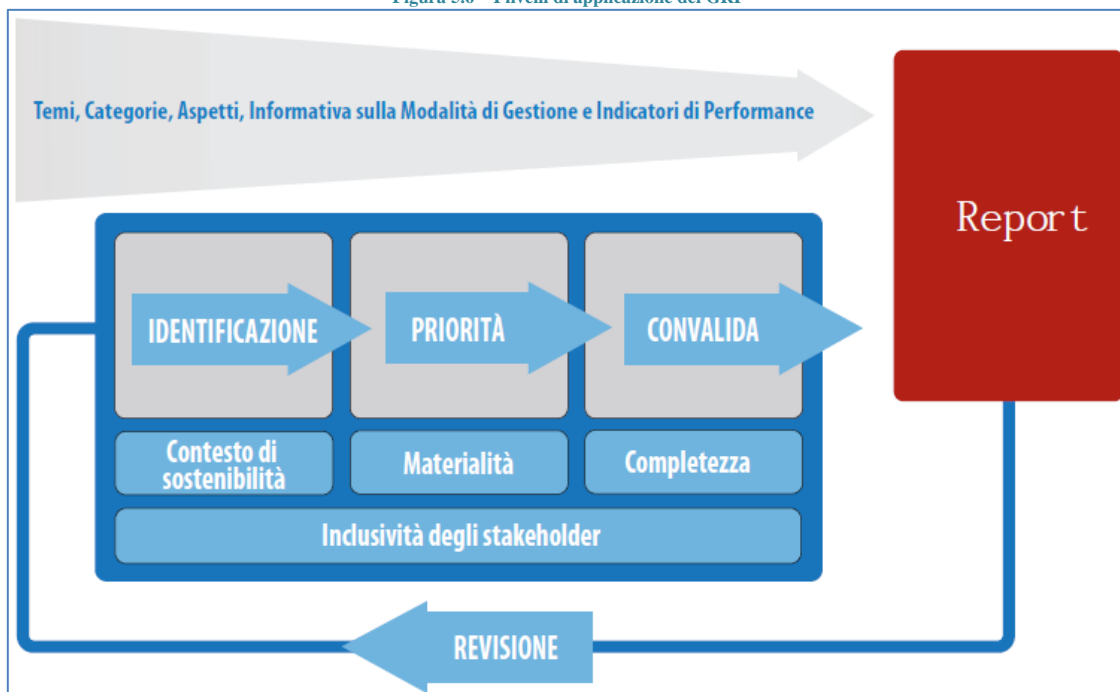 Temi, Categorie, Aspetti, Informativa sulla Modalità di Gestione e Indicatori di Performance
Report
IDENTIFICAZIONE
PRIORITÀ
CONVALIDA
Contesto di
sostenibilità
Materialità
Completezza
Inclusività degli stakeholder
REVISIONE